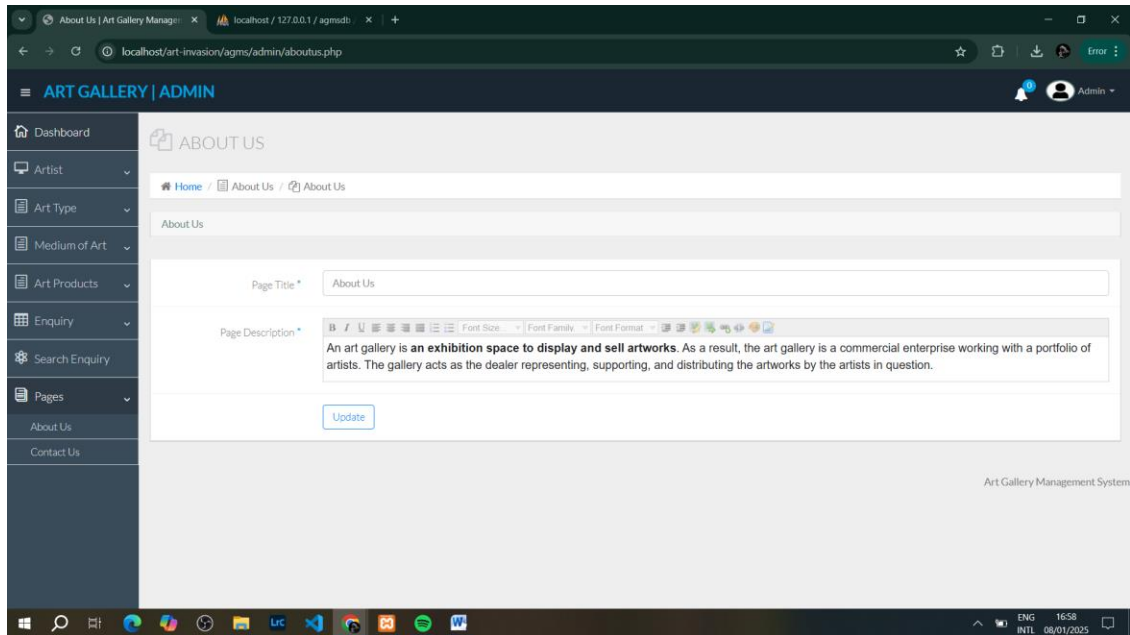 About Us | Art Gallery Manager
localhost / 127.0.0.1 / agmsdb /
localhost/art-invasion/agms/admin/aboutus.php
Error
ART GALLERY | ADMIN
0
Admin
Dashboard
Artist
Art Type
Medium of Art
Art Products
Enquiry
Search Enquiry
Pages
About Us
Contact Us
ABOUT US
Home / About Us / About Us
About Us
Page Title *
About Us
Page Description *
B I U Font Size... Font Family. Font Format
An art gallery is an exhibition space to display and sell artworks. As a result, the art gallery is a commercial enterprise working with a portfolio of
artists. The gallery acts as the dealer representing, supporting, and distributing the artworks by the artists in question.
Update
Art Gallery Management System
LrC
W
ENG 16:58
INTL 08/01/2025